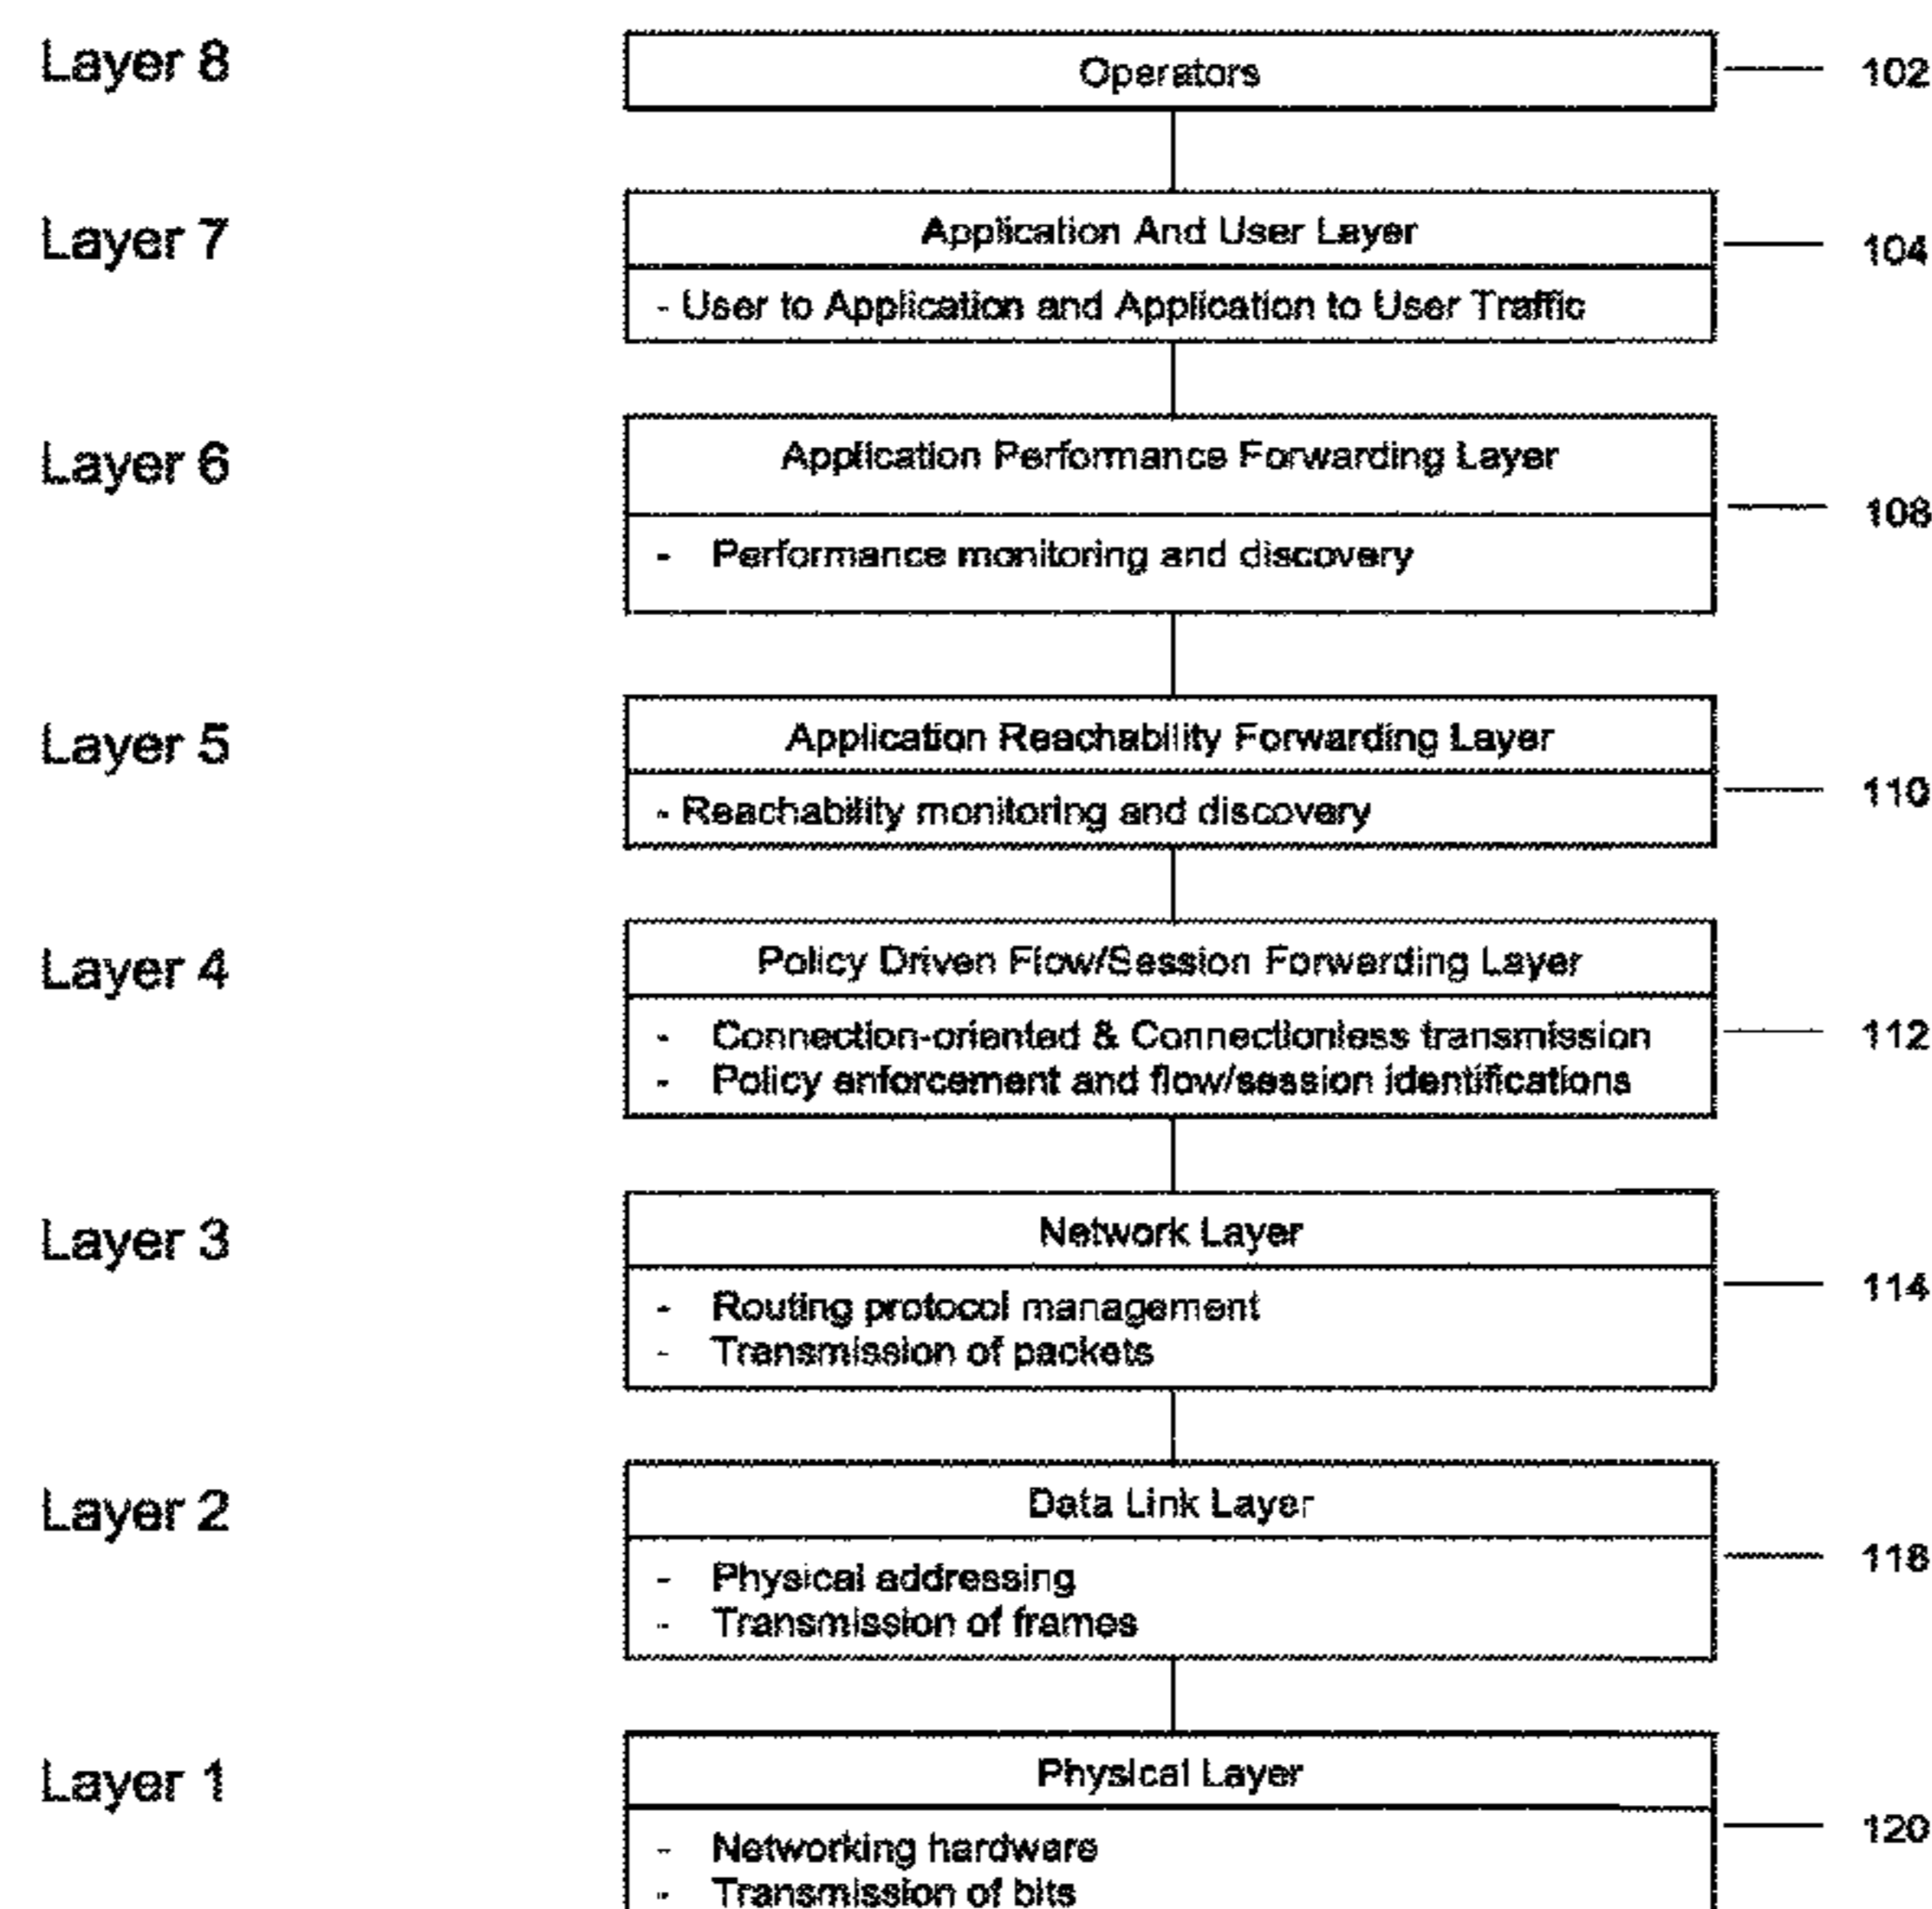 Layer 8
Operators
102
Layer 7
Application And User Layer
104
- User to Application and Application to User Traffic
Layer 6
Application Performance Forwarding Layer
108
- Performance monitoring and discovery
Layer 5
Application Reachability Forwarding Layer
110
- Reachability monitoring and discovery
Layer 4
Policy Driven Flow/Session Forwarding Layer
112
- Connection-oriented & Connectionless transmission
- Policy enforcement and flow/session identifications
Layer 3
Network Layer
114
- Routing protocol management
- Transmission of packets
Layer 2
Data Link Layer
- Physical addressing
- Transmission of frames
Layer 1
Physical Layer
120
- Networking hardware
- Transmission of bits